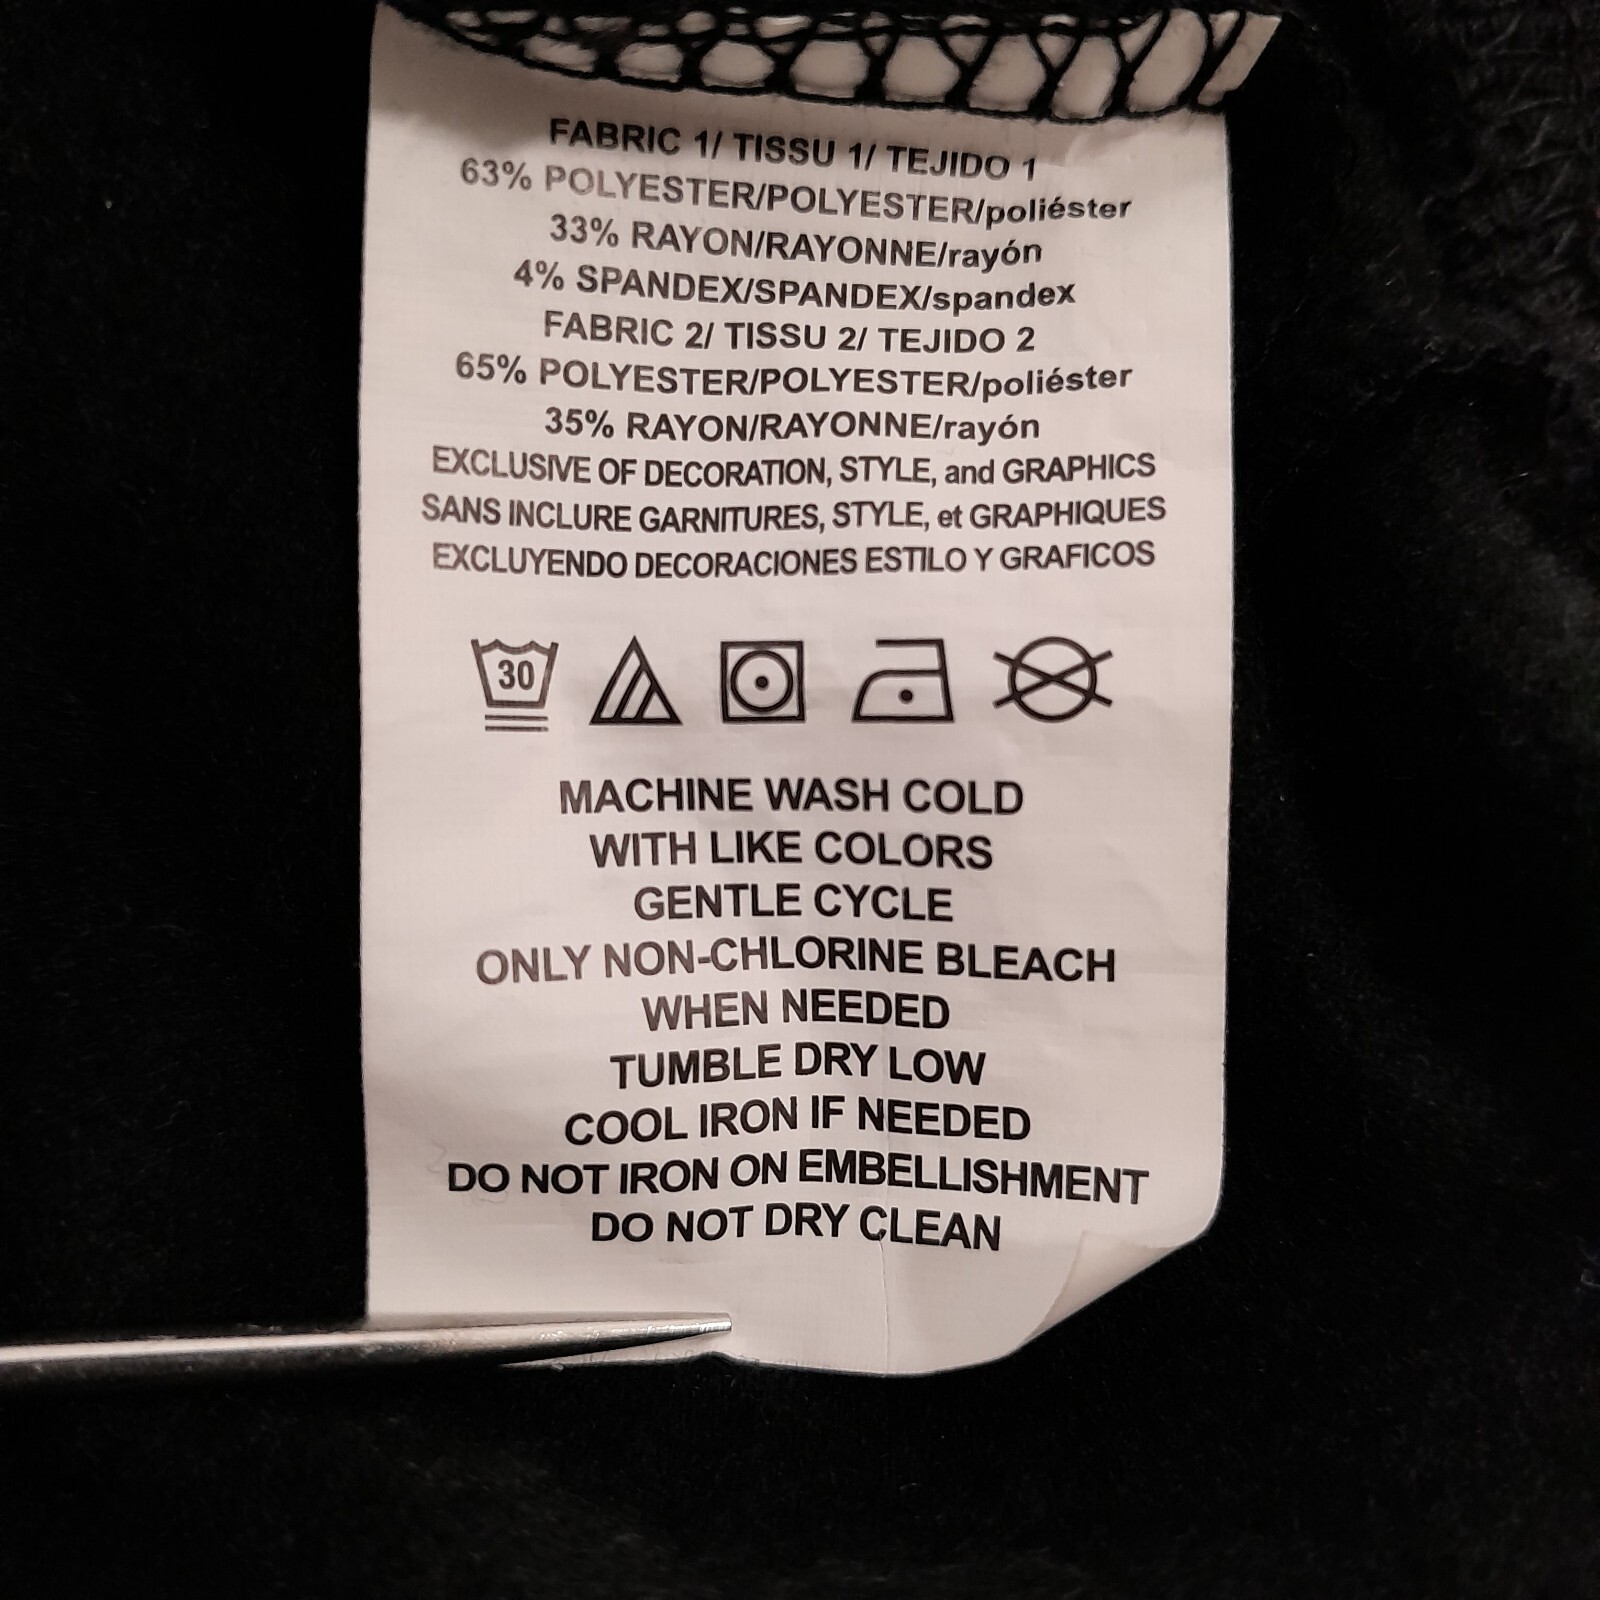 FABRIC 1/ TISSU 1/ TEJIDO 1
63% POLYESTER/POLYESTER/poliéster
33% RAYON/RAYONNE/rayón
4% SPANDEX/SPANDEX/spandex
FABRIC 2/ TISSU 2/ TEJIDO 2
65% POLYESTER/POLYESTER/poliéster
35% RAYON/RAYONNE/rayón
EXCLUSIVE OF DECORATION, STYLE, and GRAPHICS
SANS INCLURE GARNITURES, STYLE, et GRAPHIQUES
EXCLUYENDO DECORACIONES ESTILO Y GRAFICOS
30
MACHINE WASH COLD
WITH LIKE COLORS
GENTLE CYCLE
ONLY NON-CHLORINE BLEACH
WHEN NEEDED
TUMBLE DRY LOW
COOL IRON IF NEEDED
DO NOT IRON ON EMBELLISHMENT
DO NOT DRY CLEAN